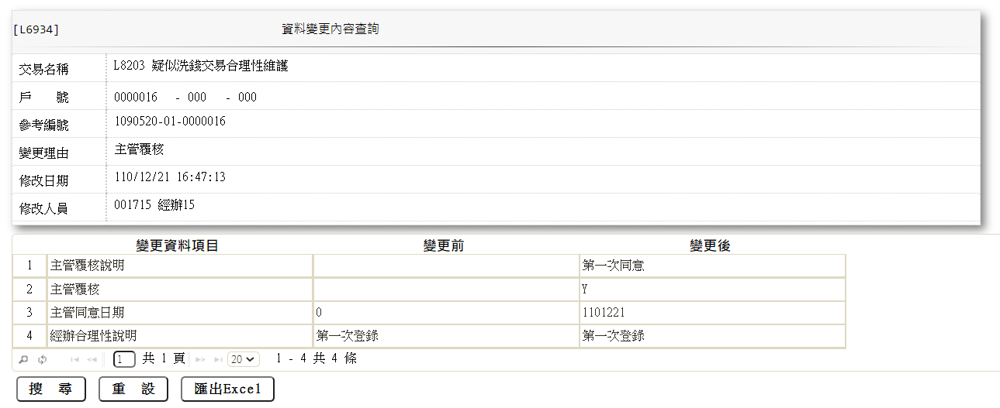 [L6934] 資料變更內容查詢
交易名稱 L8203 疑似洗錢交易合理性維護
戶 號 0000016 - 000 - 000
參考編號 1090520-01-0000016
變更理由 主管覆核
修改日期 110/12/21 16:47:13
修改人員 001715 經辦15
變更資料項目 變更前 變更後
1 主管覆核說明 第一次同意
2 主管覆核 Y
3 主管同意日期 0 1101221
4 經辦合理性說明 第一次登錄 第一次登錄
1 共 1 頁 20 1 - 4 共 4 條
搜 尋 重 設 匯出Excel